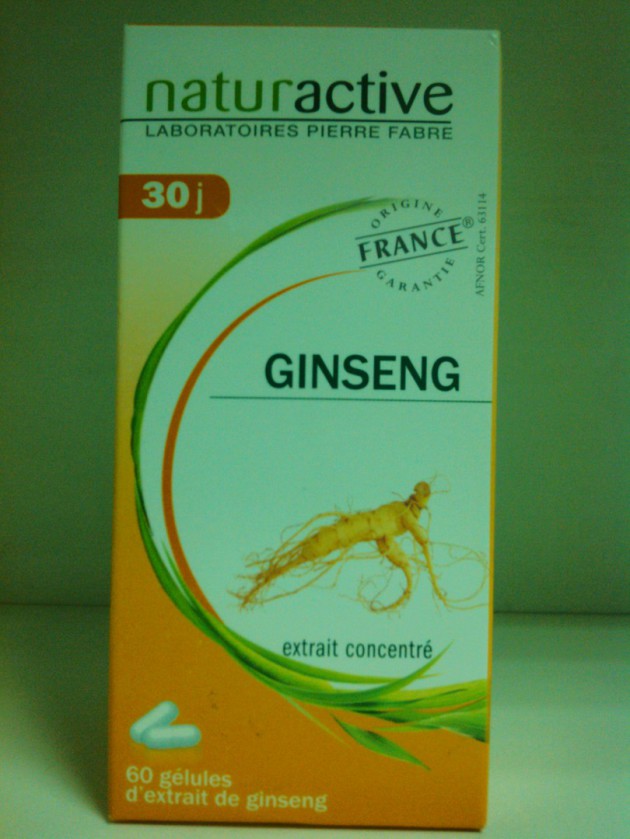 naturactive
LABORATOIRES PIERRE FABRE
30 j
ORIGINE
FRANCE®
GARANTIE
AFNOR Cert. 63114
GINSENG
extrait concentré
60 gélules
d'extrait de ginseng